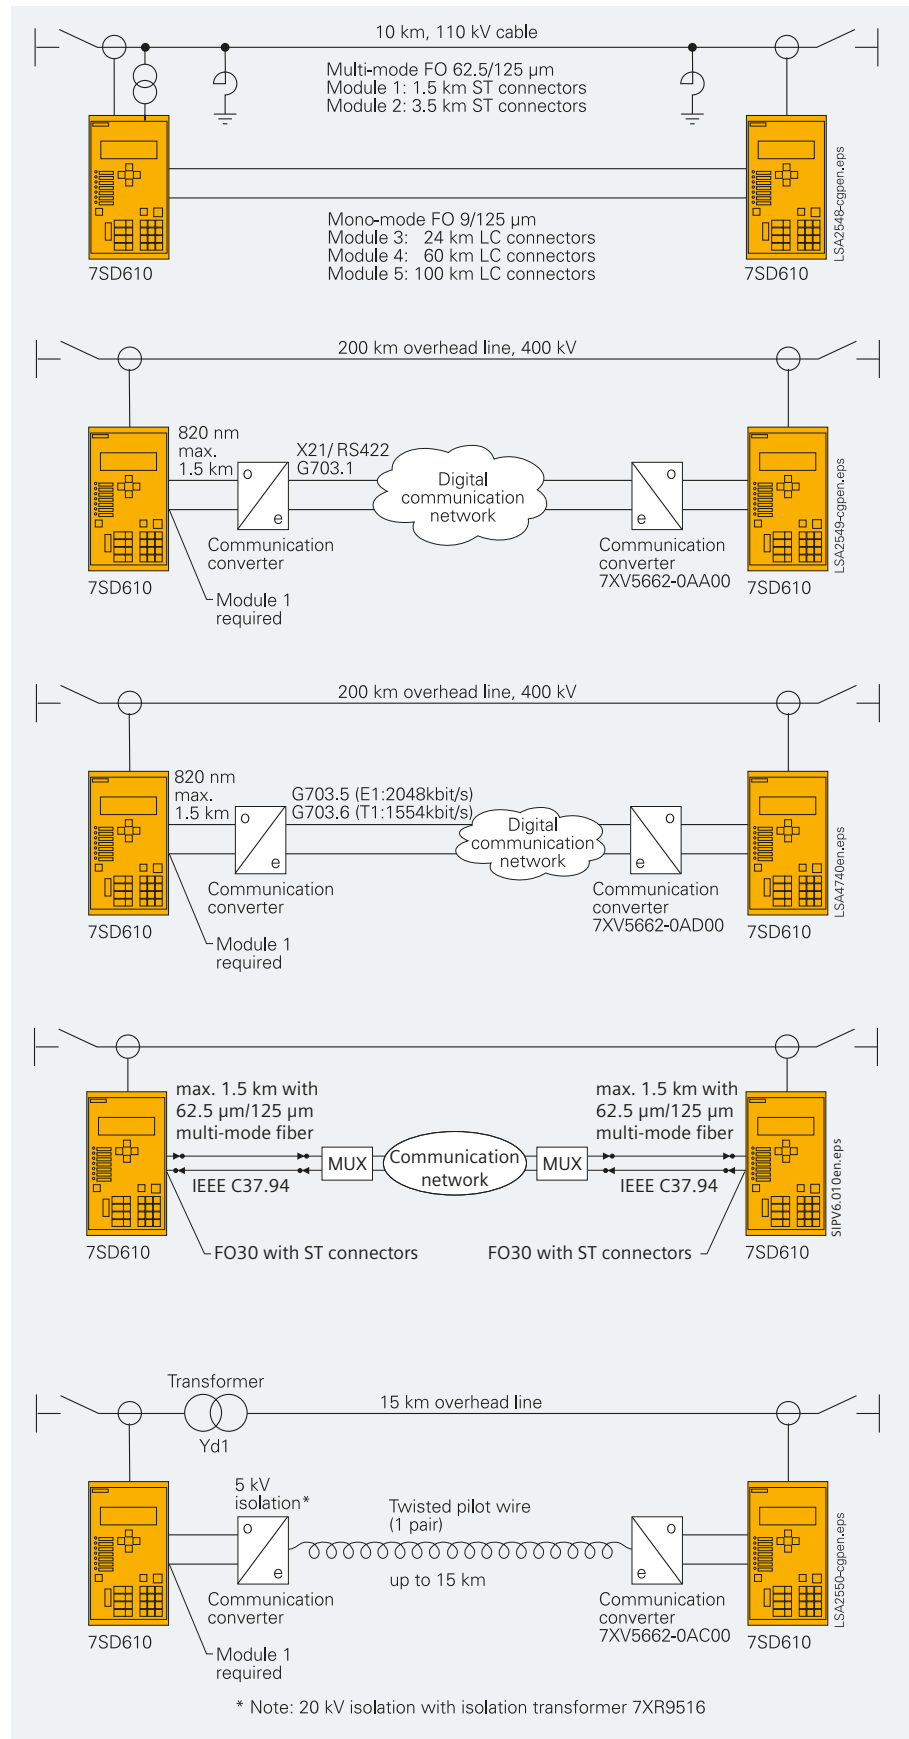 10 km, 110 kV cable
Multi-mode FO 62.5/125 µm
Module 1: 1.5 km ST connectors
Module 2: 3.5 km ST connectors
Mono-mode FO 9/125 µm
Module 3: 24 km LC connectors
Module 4: 60 km LC connectors
Module 5: 100 km LC connectors
7SD610
7SD610
LSA2548-cgpen.eps
200 km overhead line, 400 kV
820 nm
max.
1.5 km
X21/ RS422
G703.1
o
e
Digital
communication
network
o
e
Communication
converter
Communication
converter
7XV5662-0AA00
7SD610
7SD610
Module 1
required
LSA2549-cgpen.eps
200 km overhead line, 400 kV
820 nm
max.
1.5 km
G703.5 (E1:2048kbit/s)
G703.6 (T1:1554kbit/s)
o
e
Digital
communication
network
o
e
Communication
converter
Communication
converter
7XV5662-0AD00
7SD610
7SD610
Module 1
required
LSA4740en.eps
max. 1.5 km with
62.5 µm/125 µm
multi-mode fiber
max. 1.5 km with
62.5 µm/125 µm
multi-mode fiber
MUX
Communication
network
MUX
IEEE C37.94
IEEE C37.94
7SD610
FO30 with ST connectors
FO30 with ST connectors
7SD610
SIPV6.010en.eps
Transformer
15 km overhead line
Yd1
5 kV
isolation*
Twisted pilot wire
(1 pair)
o
e
o
e
up to 15 km
Communication
converter
Communication
converter
7XV5662-0AC00
7SD610
7SD610
Module 1
required
LSA2550-cgpen.eps
* Note: 20 kV isolation with isolation transformer 7XR9516